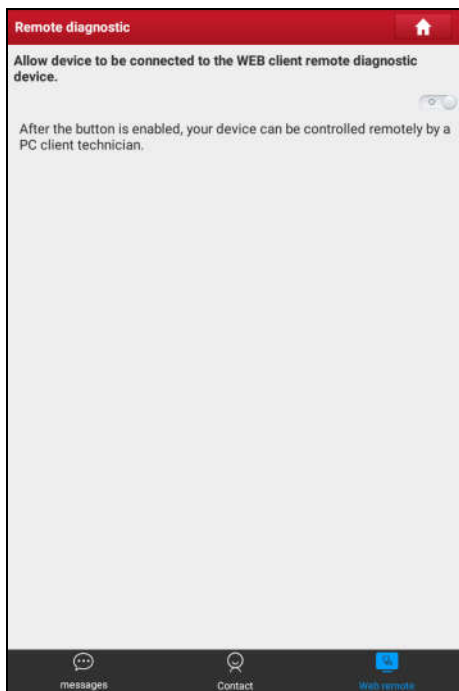 Remote diagnostic
Allow device to be connected to the WEB client remote diagnostic
device.
After the button is enabled, your device can be controlled remotely by a
PC client technician.
messages
Contact
Web remote